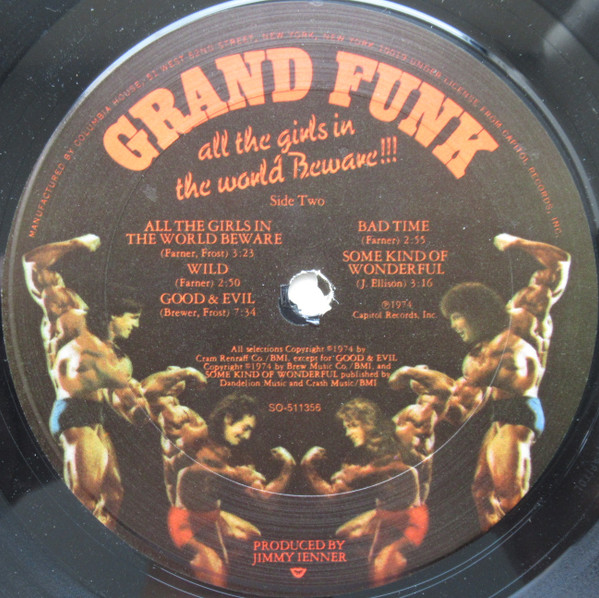 MANUFACTURED BY COLUMBIA HOUSE, 51 WEST 52ND STREET, NEW YORK, NEW YORK 10019 UNDER LICENSE FROM CAPITOL RECORDS, INC.
GRAND FUNK
all the girls in
the world Beware!!!
Side Two
ALL THE GIRLS IN
THE WORLD BEWARE
(Farner, Frost) 3:23
WILD
(Farner) 2:50
GOOD & EVIL
(Brewer, Frost) 7:34
BAD TIME
(Farner) 2:55
SOME KIND OF
WONDERFUL
(J. Ellison) 3:16
℗1974
Capitol Records, Inc.
All selections Copyright ©1974 by
Cram Renraff Co./BMI, except for GOOD & EVIL
Copyright ©1974 by Brew Music Co./BMI, and
SOME KIND OF WONDERFUL published by
Dandelion Music and Crash Music/BMI
SO-511356
PRODUCED BY
JIMMY IENNER